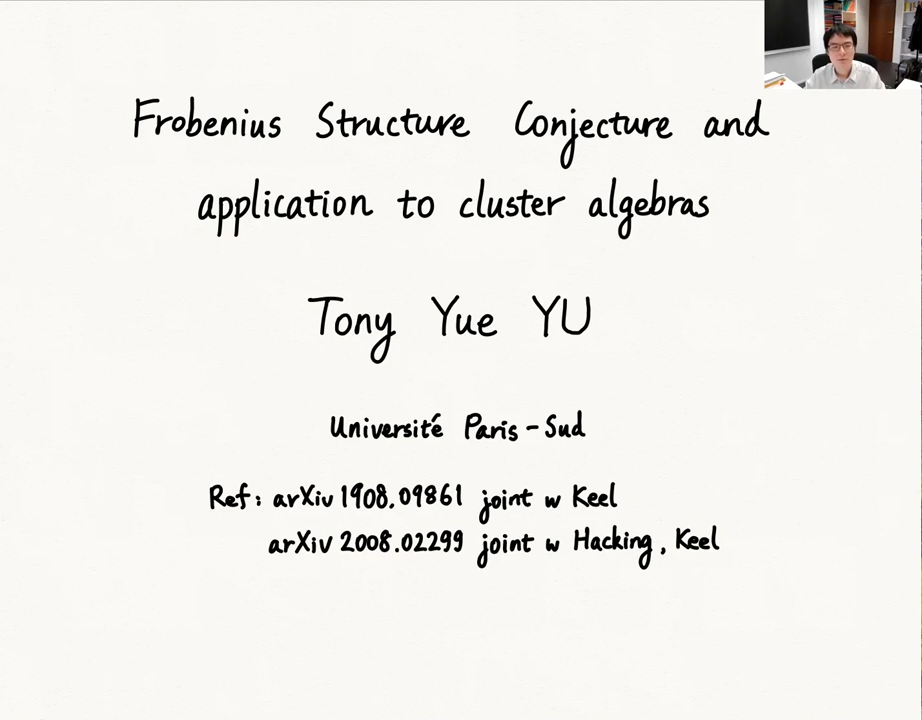 Frobenius Structure Conjecture and
application to cluster algebras
Tony Yue YU
Université Paris-Sud
Ref: arXiv 1908.09861 joint w Keel
arXiv 2008.02299 joint w Hacking, Keel